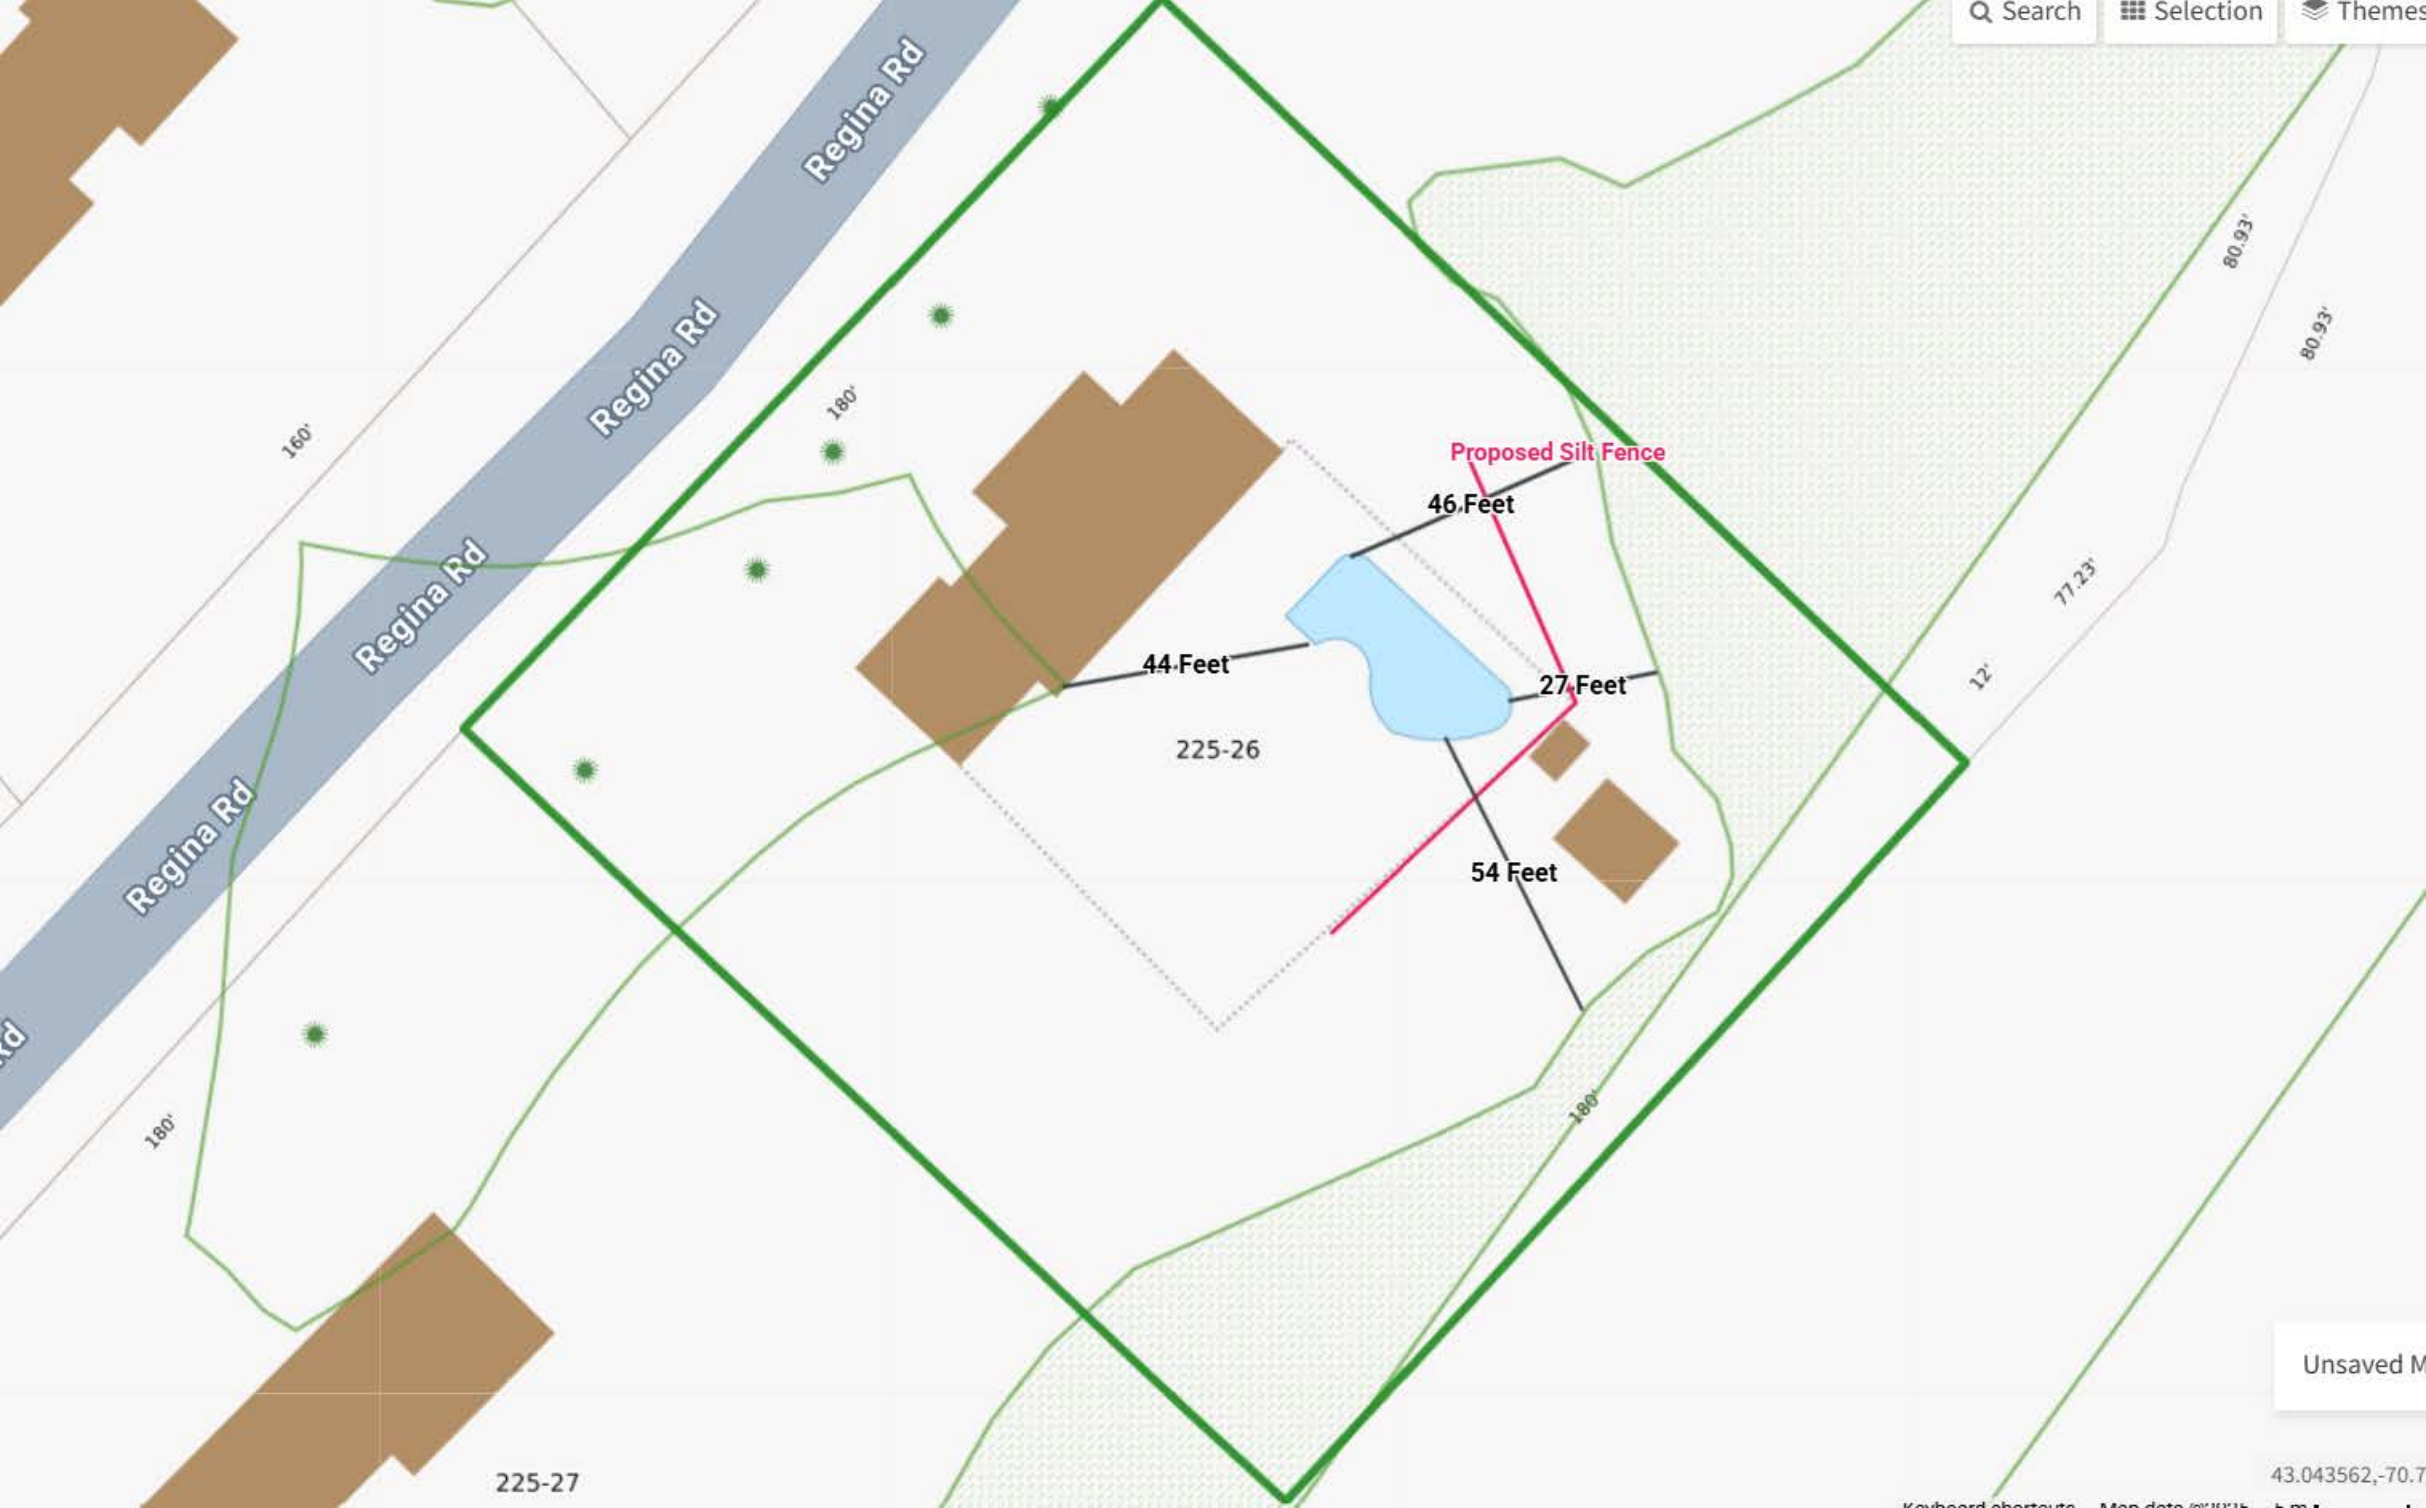 Search
Selection
Themes
Regina Rd
80.93'
80.93'
Regina Rd
180'
160'
Proposed Silt Fence
46 Feet
Regina Rd
77.23'
44 Feet
27 Feet
12'
225-26
Regina Rd
54 Feet
Rd
180'
180'
Unsaved M
225-27
43.043562,-70.7